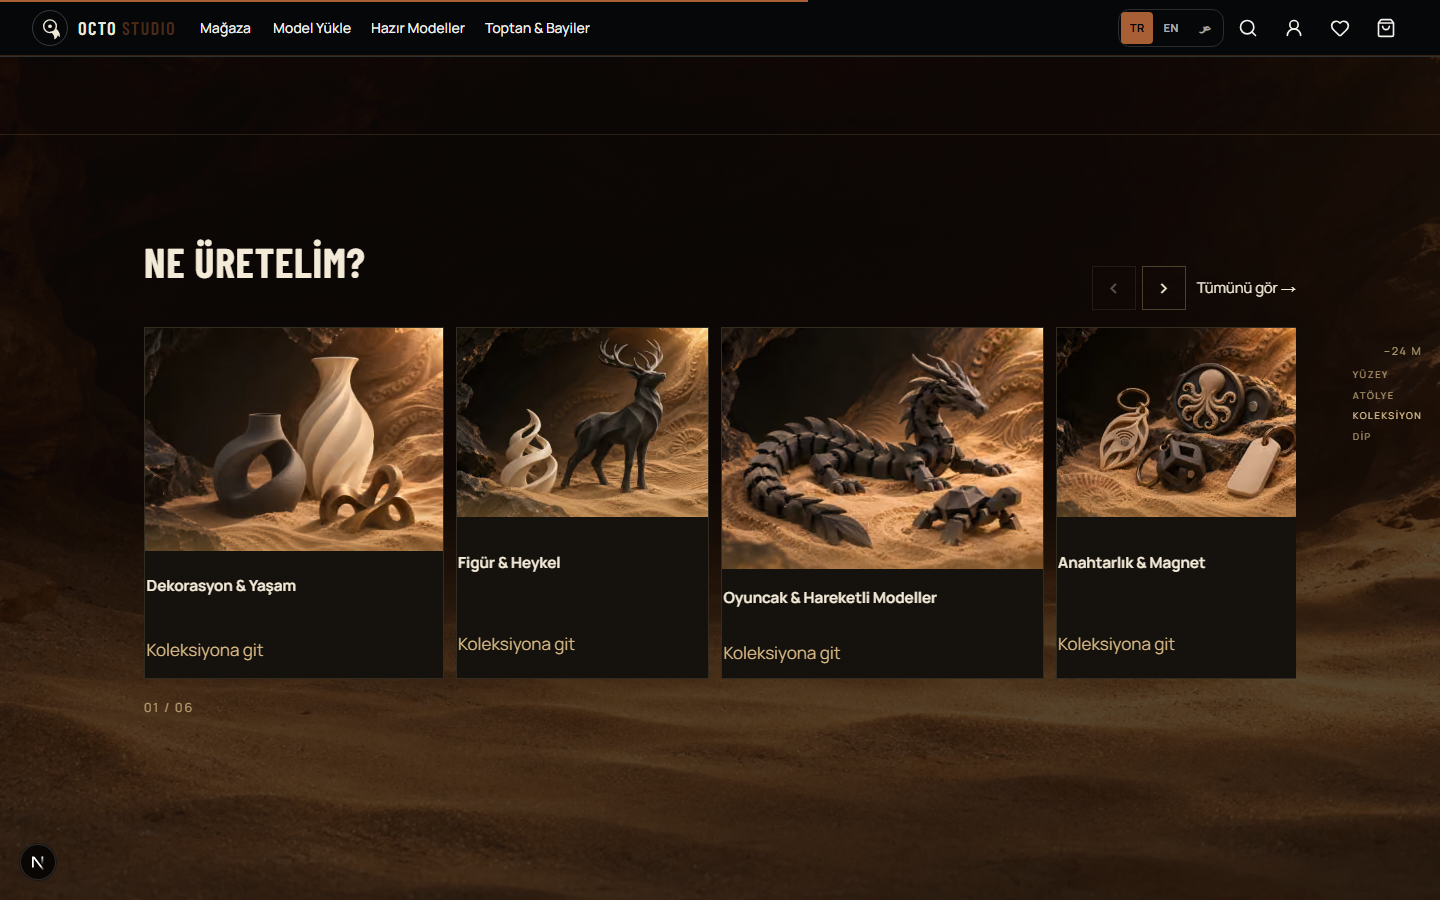 OCTO STUDIO
Mağaza
Model Yükle
Hazır Modeller
Toptan & Bayiler
TR
EN
NE ÜRETELİM?
Tümünü gör →
−24 M
YÜZEY
ATÖLYE
KOLEKSİYON
DİP
Dekorasyon & Yaşam
Koleksiyona git
Figür & Heykel
Koleksiyona git
Oyuncak & Hareketli Modeller
Koleksiyona git
Anahtarlık & Magnet
Koleksiyona git
01 / 06
N